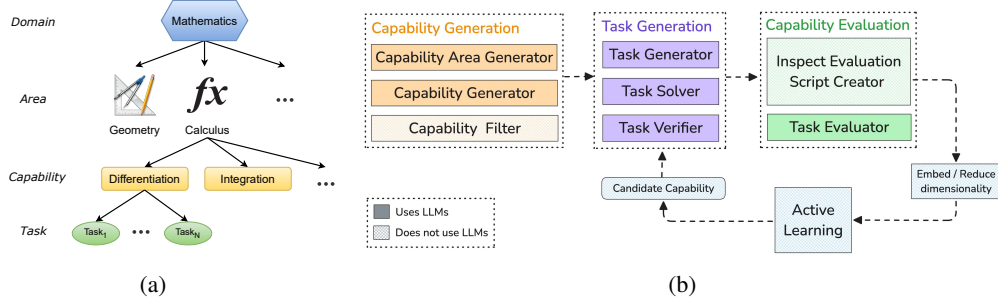 Domain
Mathematics
Area
fx
...
Geometry
Calculus
Capability
Differentiation
Integration
...
Task
Task1
...
TaskN
(a)
Capability Generation
Capability Area Generator
Capability Generator
Capability Filter
Task Generation
Task Generator
Task Solver
Task Verifier
Capability Evaluation
Inspect Evaluation
Script Creator
Task Evaluator
Candidate Capability
Embed / Reduce
dimensionality
Active
Learning
Uses LLMs
Does not use LLMs
(b)